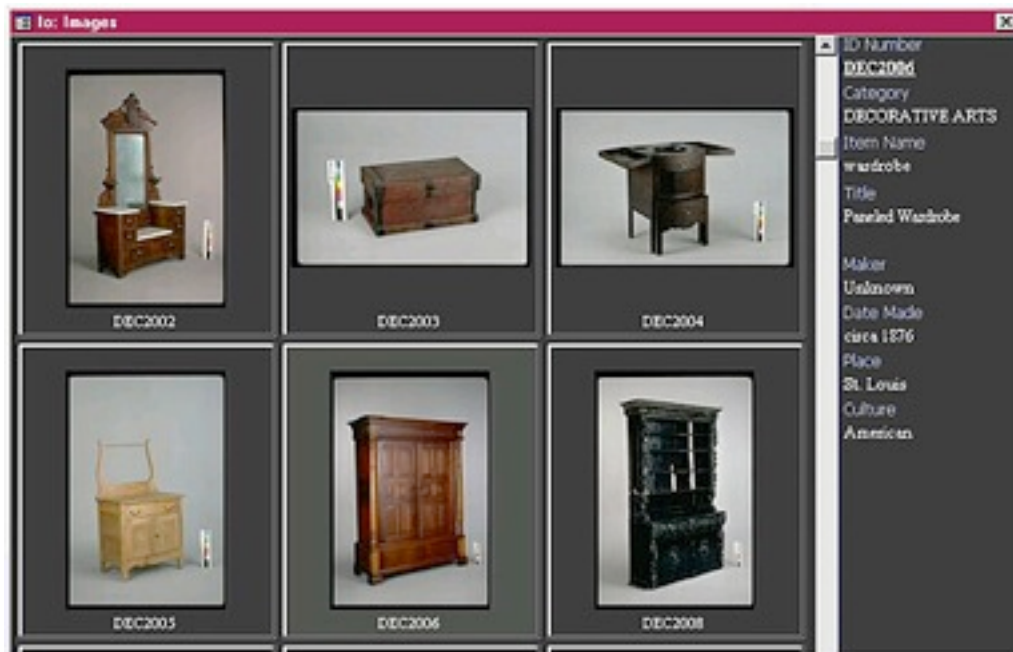 Io: Images
DEC2002
DEC2003
DEC2004
DEC2005
DEC2006
DEC2008
ID Number
DEC2006
Category
DECORATIVE ARTS
Item Name
wardrobe
Title
Paneled Wardrobe
Maker
Unknown
Date Made
circa 1876
Place
St. Louis
Culture
American